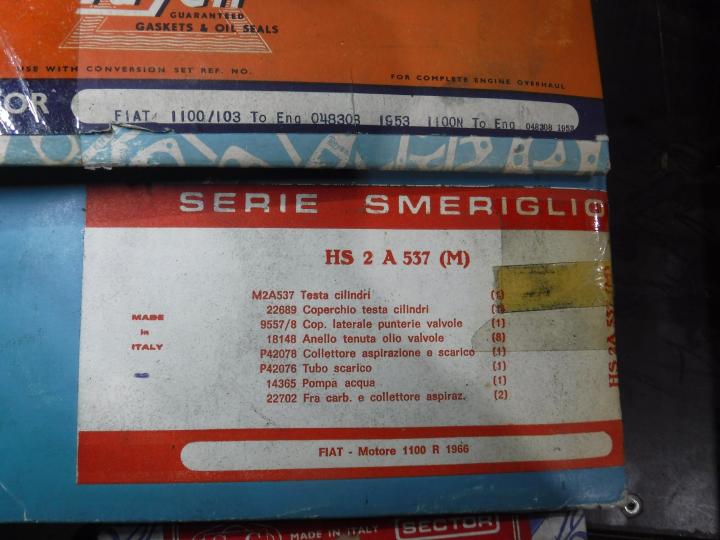 GUARANTEED
GASKETS & OIL SEALS
USE WITH CONVERSION SET REF. NO.
FOR COMPLETE ENGINE OVERHAUL
OR
FIAT 1100/103 To Eng 048308 1953 1100N To Eng 048308 1953
SERIE SMERIGLIO
HS 2 A 537 (M)
M2A537 Testa cilindri
22689 Coperchio testa cilindri
9557/8 Cop. laterale punterie valvole (1)
18148 Anello tenuta olio valvole (8)
P42078 Collettore aspirazione e scarico (1)
P42076 Tubo scarico (1)
14365 Pompa acqua (1)
22702 Fra carb. e collettore aspiraz. (2)
MADE
in
ITALY
HS 2A 537 (M)
FIAT - Motore 1100 R 1966
MADE IN ITALY
SECTOR